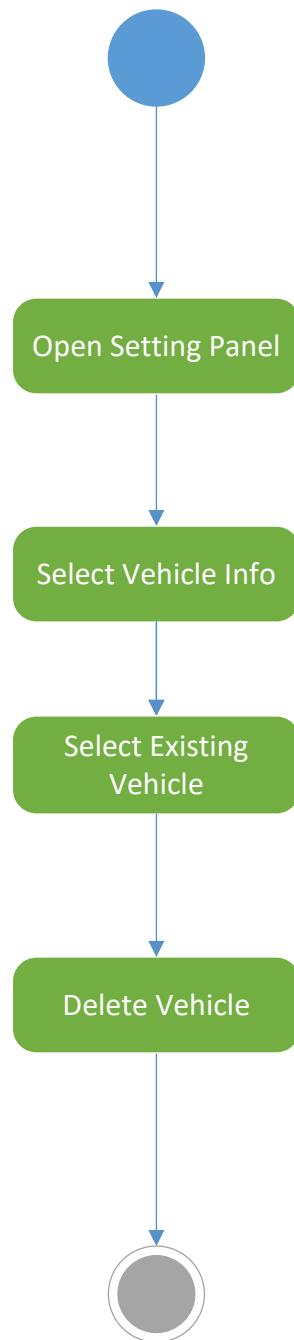 Open Setting Panel
Select Vehicle Info
Select Existing
Vehicle
Delete Vehicle